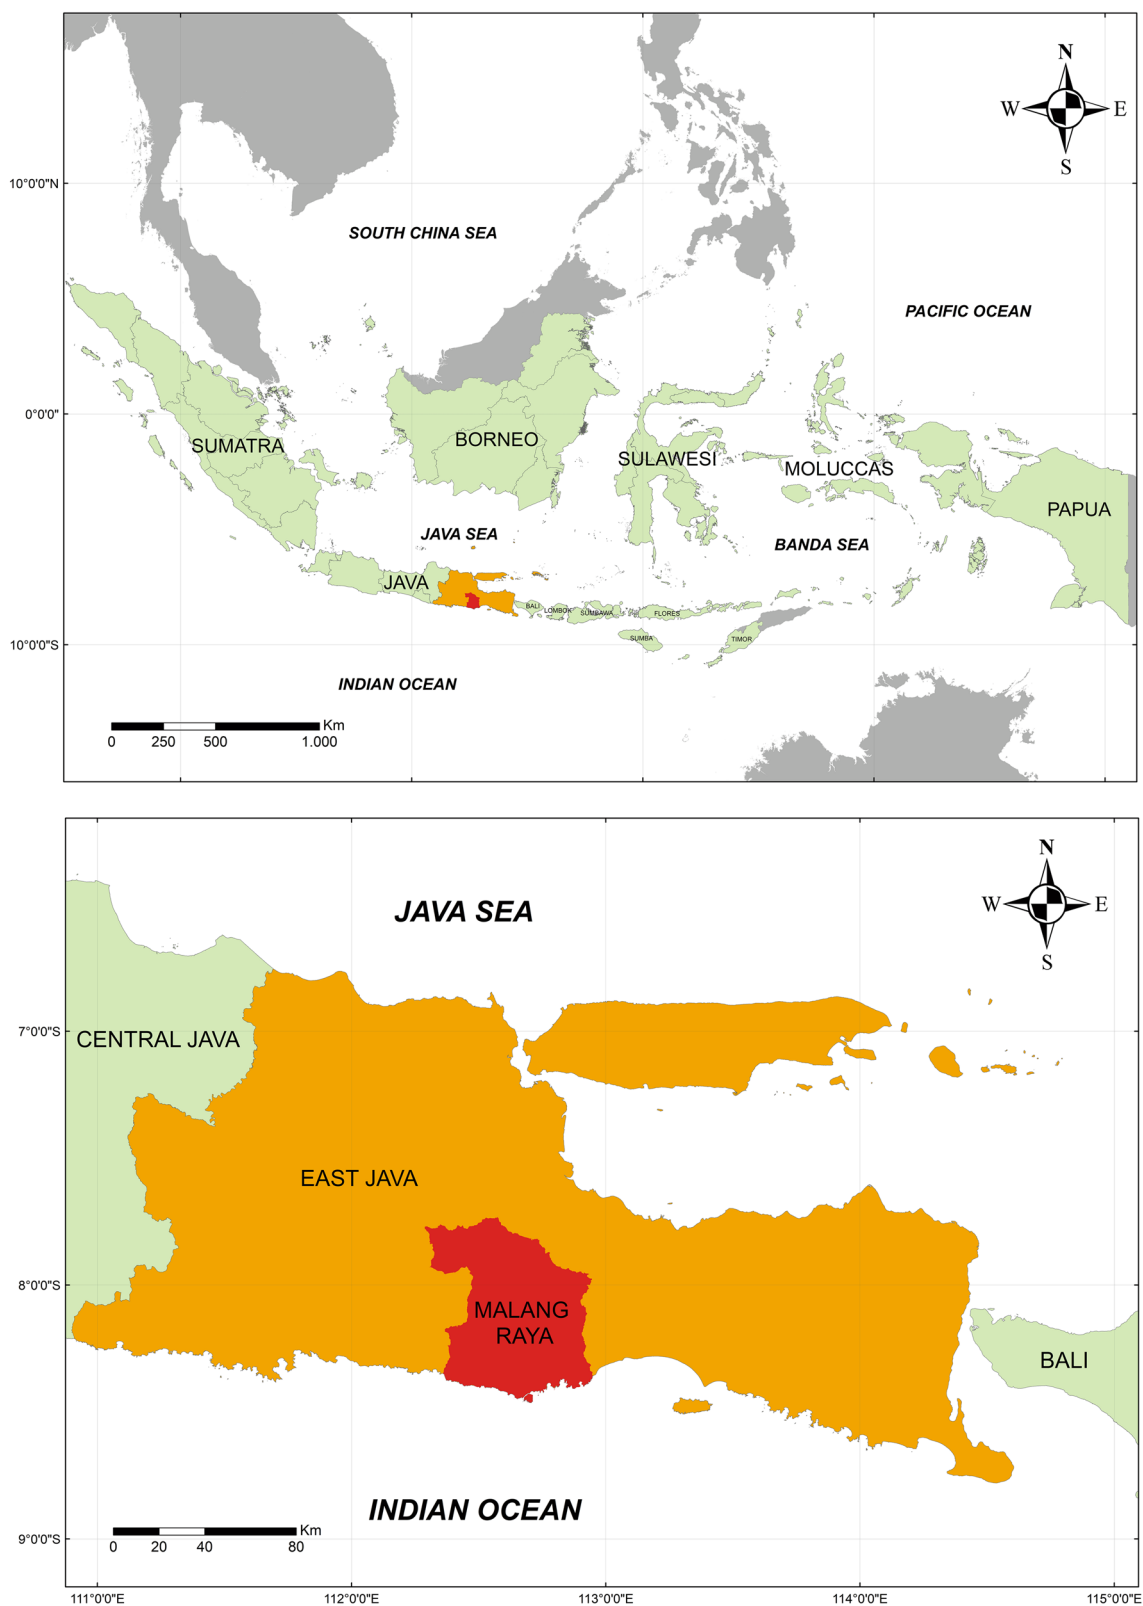 N
W E
S
10°0'0"N
SOUTH CHINA SEA
PACIFIC OCEAN
0°0'0"
SUMATRA
BORNEO
SULAWESI
MOLUCCAS
PAPUA
JAVA SEA
BANDA SEA
JAVA
BALI
LOMBOK
SUMBAWA
FLORES
SUMBA
TIMOR
10°0'0"S
INDIAN OCEAN
Km
0 250 500 1.000
N
W E
S
JAVA SEA
7°0'0"S
CENTRAL JAVA
EAST JAVA
8°0'0"S
MALANG
RAYA
BALI
INDIAN OCEAN
Km
0 20 40 80
9°0'0"S
111°0'0"E 112°0'0"E 113°0'0"E 114°0'0"E 115°0'0"E